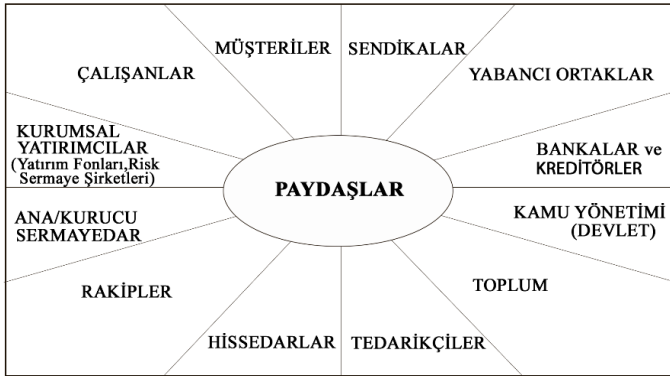 MÜŞTERİLER
SENDİKALAR
ÇALIŞANLAR
YABANCI ORTAKLAR
KURUMSAL
YATIRIMCILAR
(Yatırım Fonları,Risk
Sermaye Şirketleri)
BANKALAR ve
KREDİTÖRLER
PAYDAŞLAR
ANA/KURUCU
SERMAYEDAR
KAMU YÖNETİMİ
(DEVLET)
RAKİPLER
TOPLUM
HİSSEDARLAR
TEDARİKÇİLER